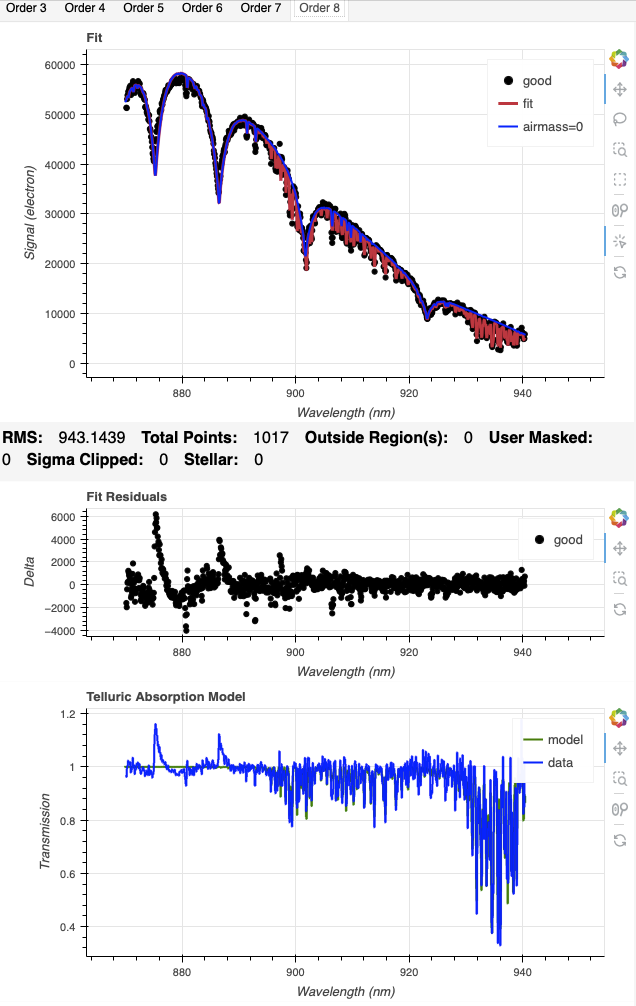 Order 3 Order 4 Order 5 Order 6 Order 7 Order 8
Fit
60000
50000
40000
30000
20000
10000
0
Signal (electron)
good
fit
airmass=0
880 900 920 940
Wavelength (nm)
RMS: 943.1439 Total Points: 1017 Outside Region(s): 0 User Masked:
0 Sigma Clipped: 0 Stellar: 0
Fit Residuals
6000
4000
2000
0
−2000
−4000
Delta
good
880 900 920 940
Wavelength (nm)
Telluric Absorption Model
1.2
1
0.8
0.6
0.4
Transmission
model
data
880 900 920 940
Wavelength (nm)